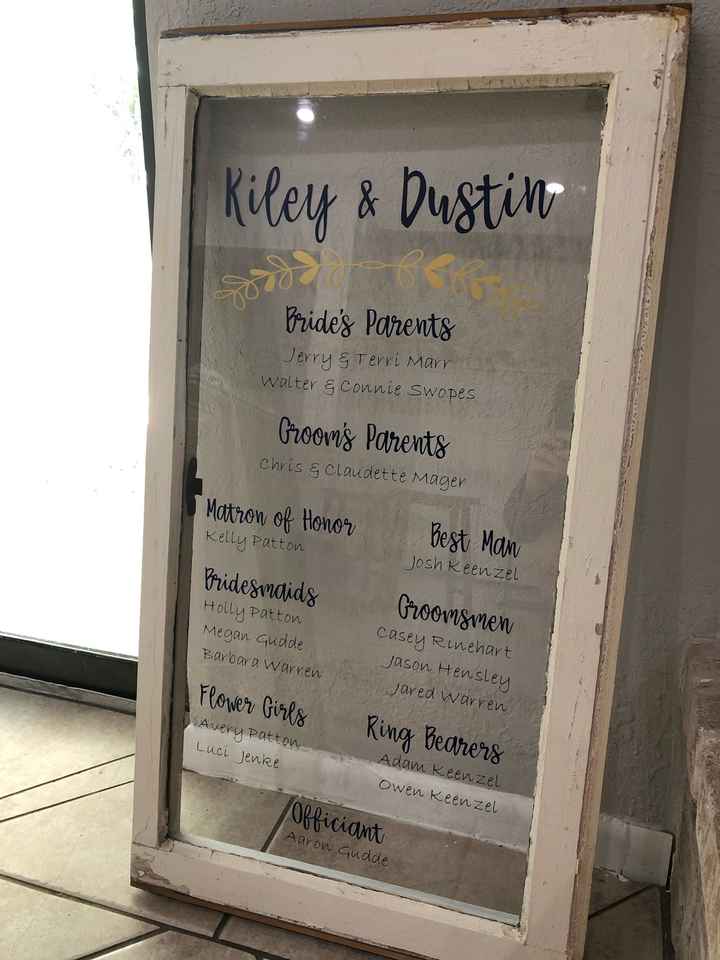 Kiley & Dustin
Bride's Parents
Jerry & Terri Marr
Walter & Connie Swopes
Groom's Parents
Chris & Claudette Mager
Matron of Honor
Kelly Patton
Best Man
Josh Keenzel
Bridesmaids
Holly Patton
Megan Gudde
Barbara Warren
Groomsmen
Casey Rinehart
Jason Hensley
Jared Warren
Flower Girls
Avery Patton
Luci Jenke
Ring Bearers
Adam Keenzel
Owen Keenzel
Officiant
Aaron Gudde